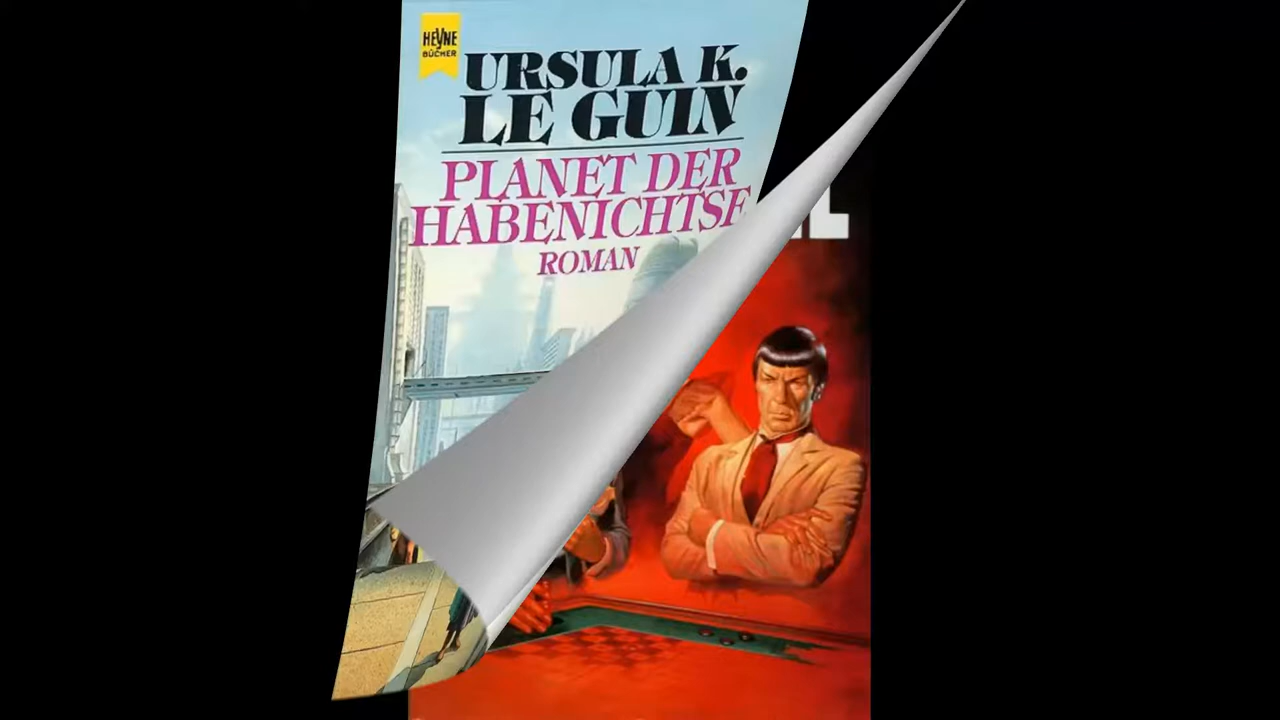 HEYNE
BÜCHER
URSULA K.
LE GUIN
PLANET DER
HABENICHTSE
ROMAN